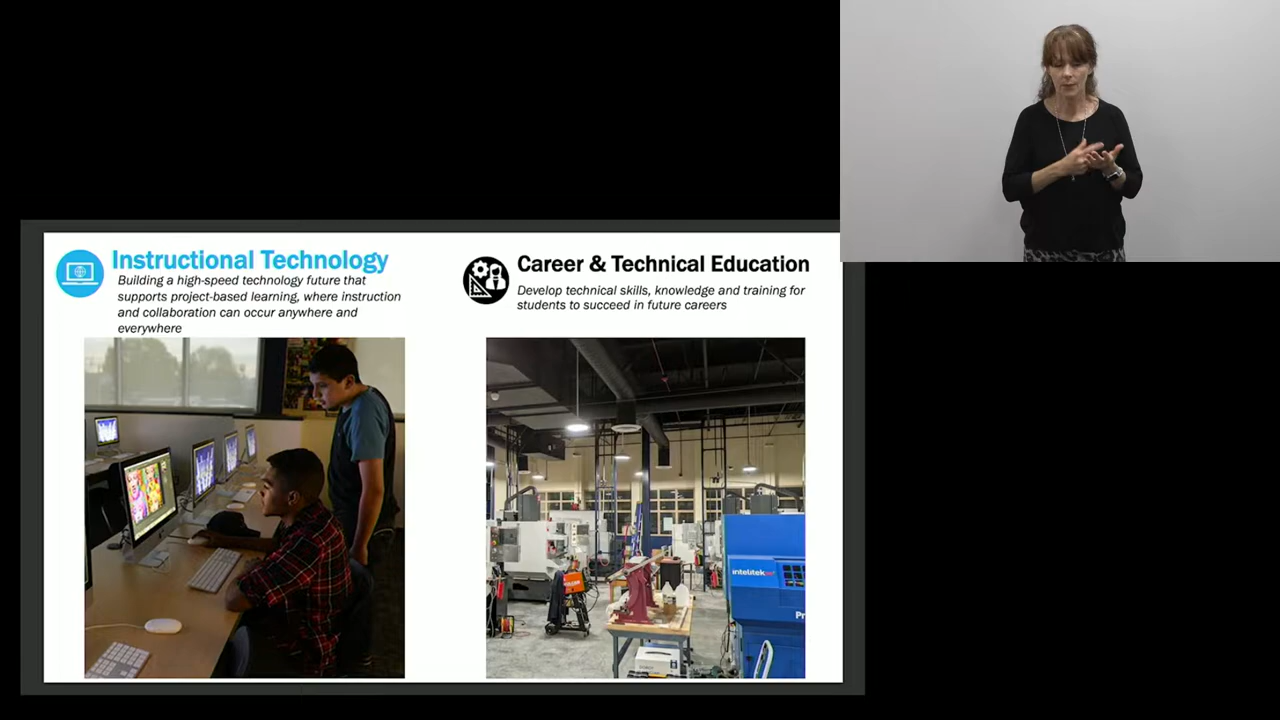 Instructional Technology
Building a high-speed technology future that
supports project-based learning, where instruction
and collaboration can occur anywhere and
everywhere
Career & Technical Education
Develop technical skills, knowledge and training for
students to succeed in future careers
intelitek
Pr